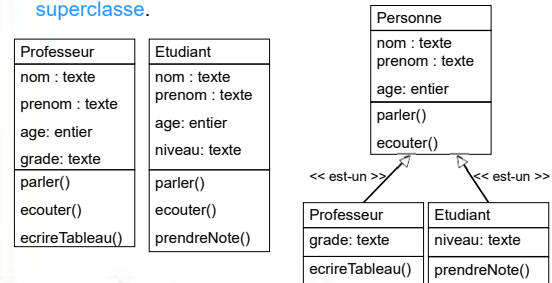 superclasse.
Professeur
nom : texte
prenom : texte
age: entier
grade: texte
parler()
ecouter()
ecrireTableau()
Etudiant
nom : texte
prenom : texte
age: entier
niveau: texte
parler()
ecouter()
prendreNote()
Personne
nom : texte
prenom : texte
age: entier
parler()
ecouter()
<< est-un >>
<< est-un >>
Professeur
grade: texte
ecrireTableau()
Etudiant
niveau: texte
prendreNote()